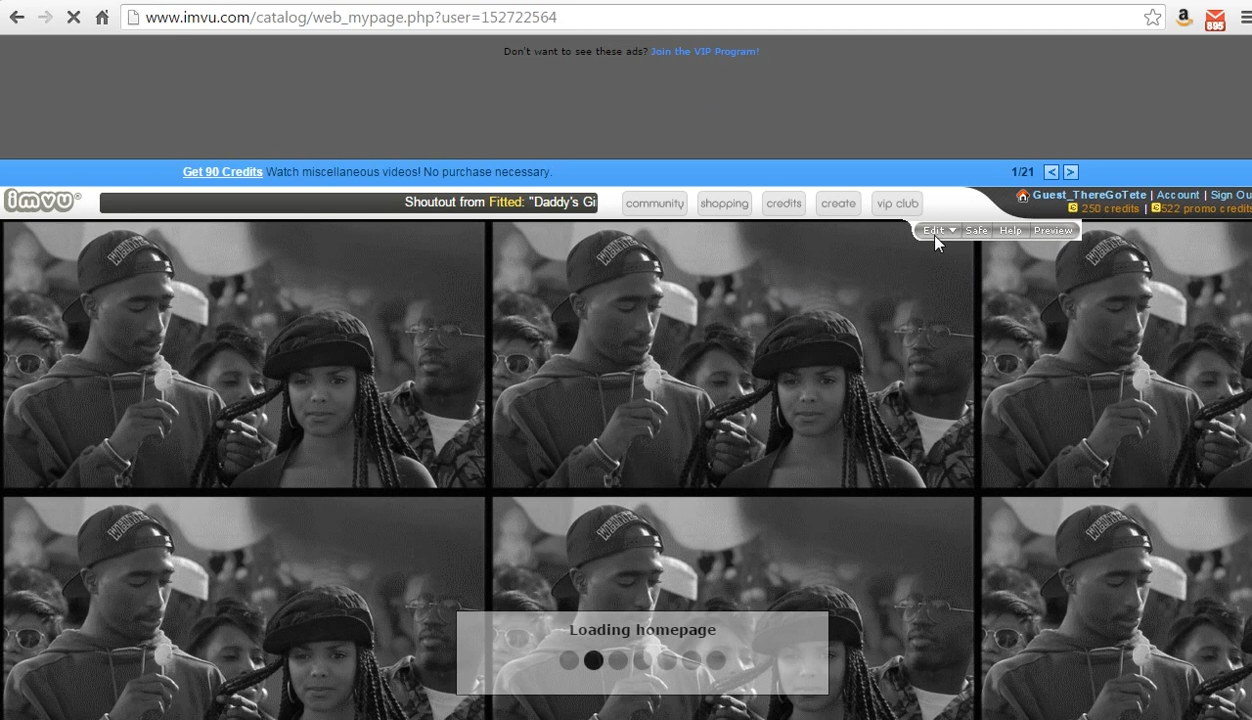 www.imvu.com/catalog/web_mypage.php?user=152722564
895
Don't want to see these ads? Join the VIP Program!
Get 90 Credits Watch miscellaneous videos! No purchase necessary.
1/21 < >
imvu®
Shoutout from Fitted: "Daddy's Gi
community shopping credits create vip club
Guest_ThereGoTete | Account | Sign Ou
250 credits | 522 promo credits
Edit Safe Help Preview
Loading homepage